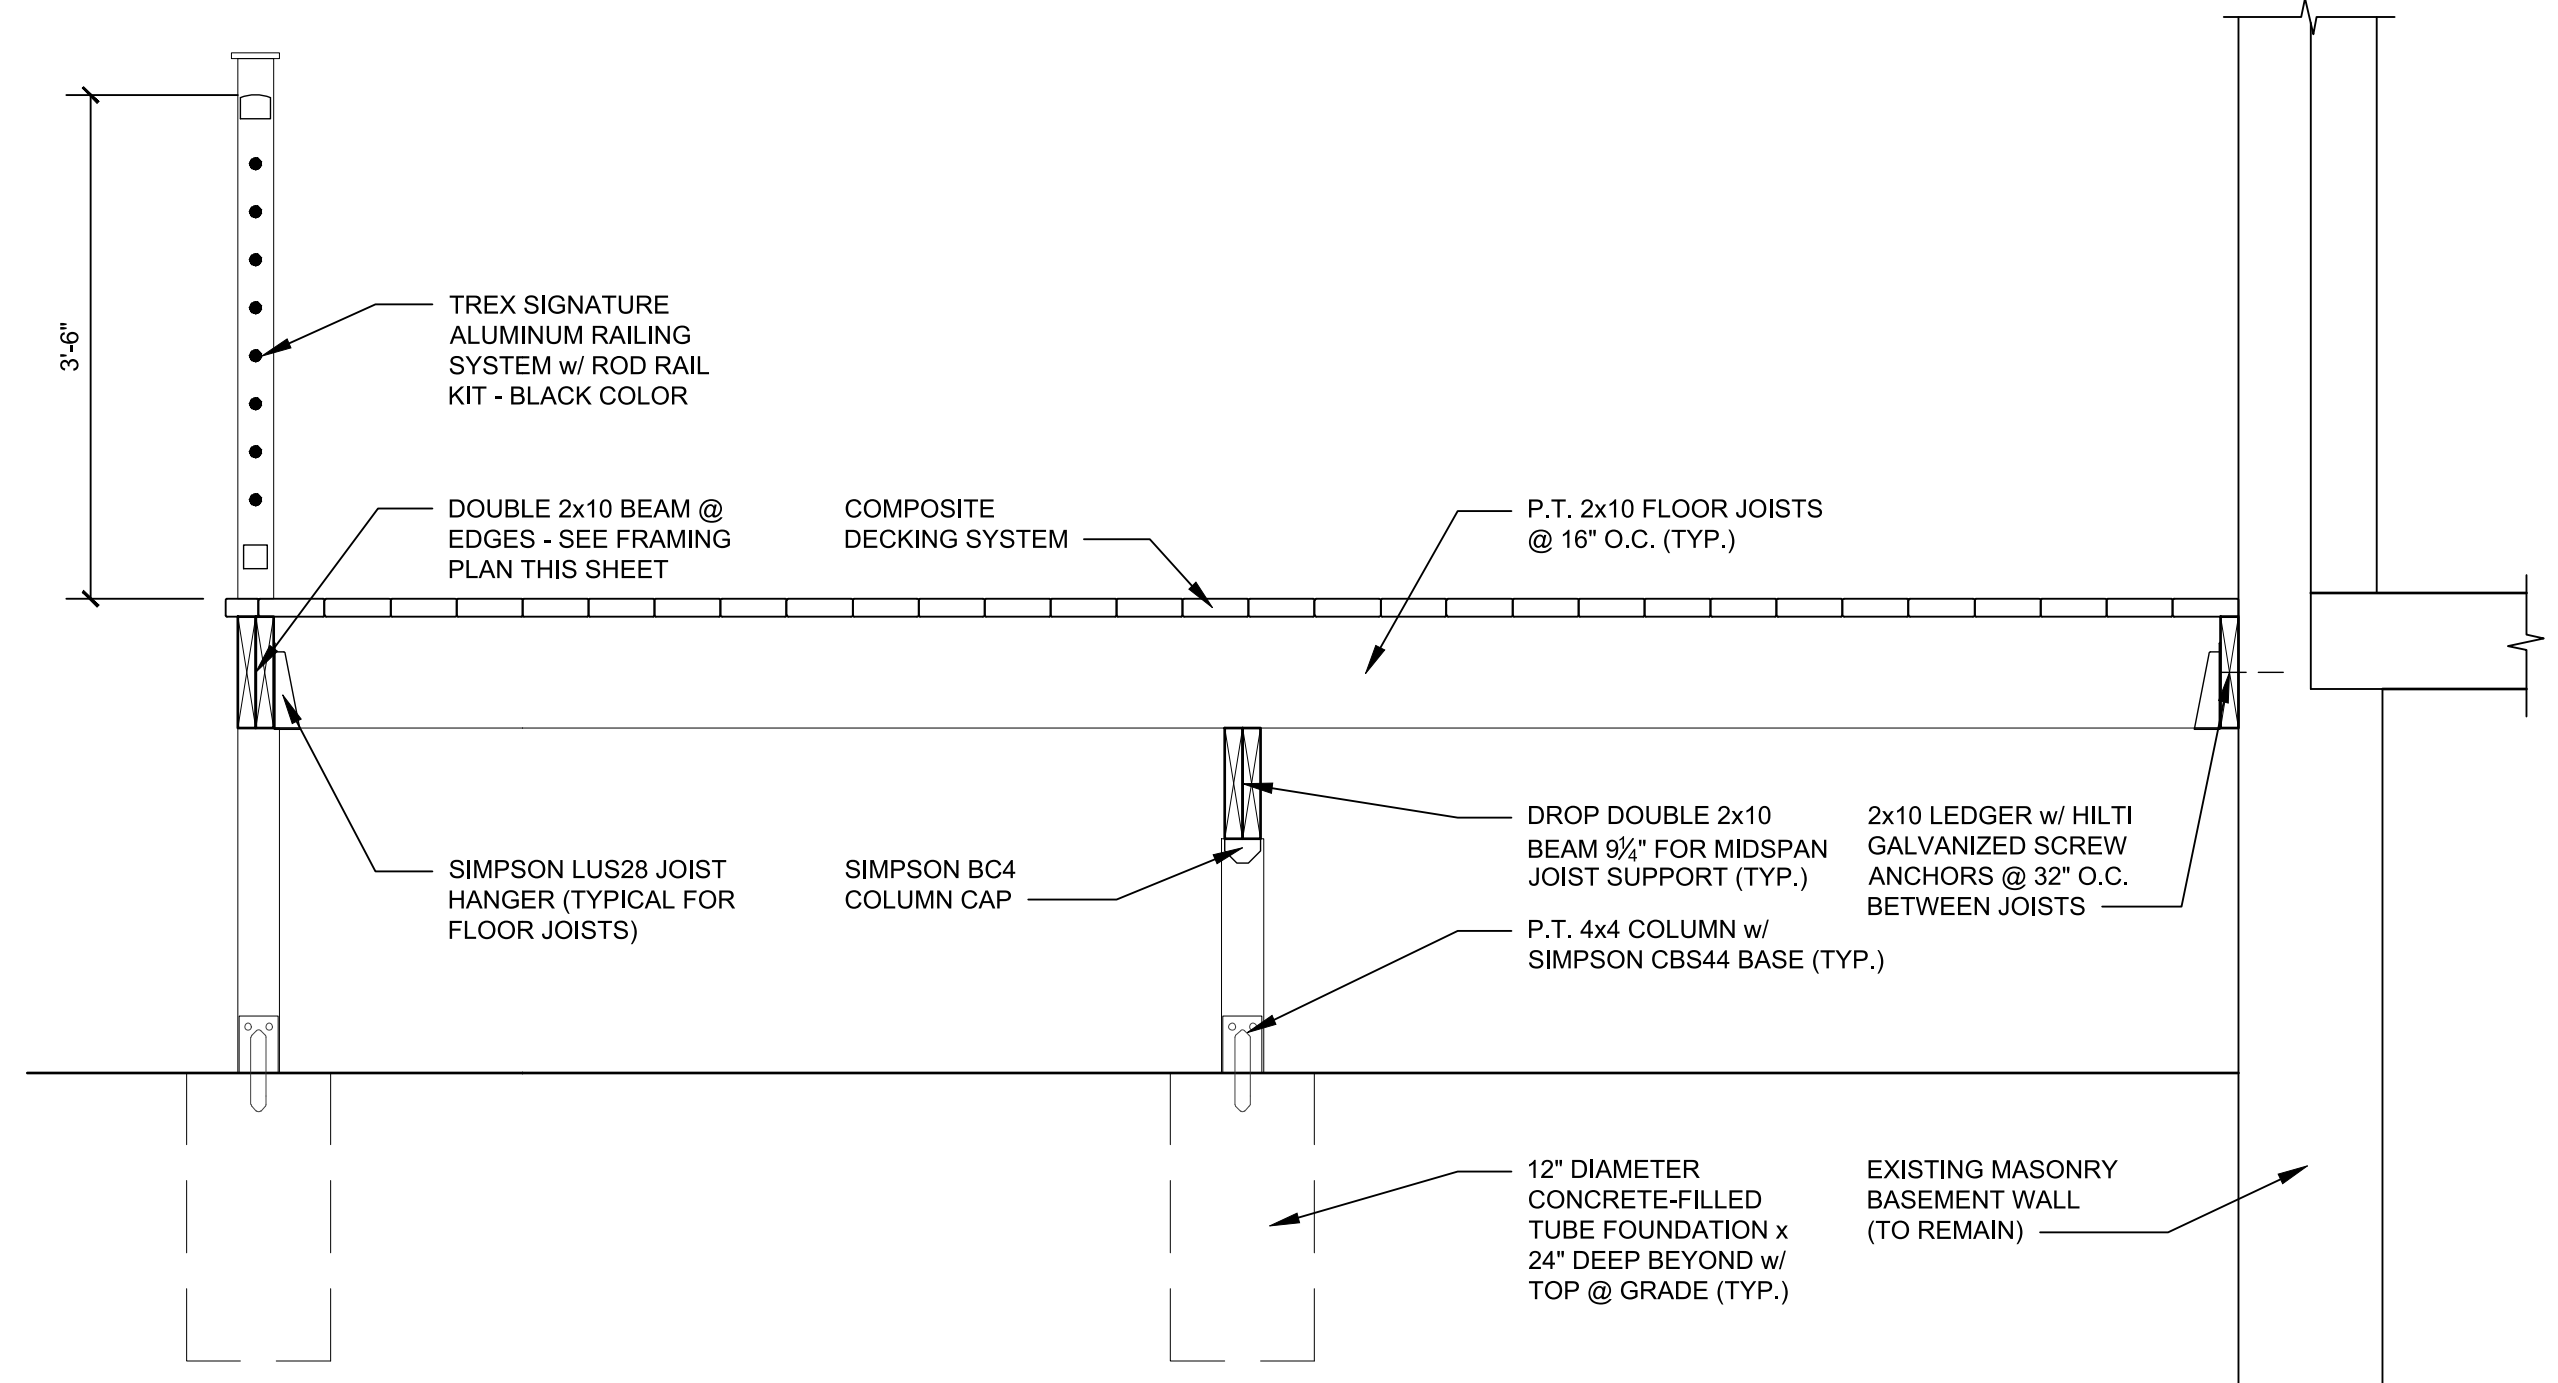 3'-6"
TREX SIGNATURE
ALUMINUM RAILING
SYSTEM w/ ROD RAIL
KIT - BLACK COLOR
DOUBLE 2x10 BEAM @
EDGES - SEE FRAMING
PLAN THIS SHEET
COMPOSITE
DECKING SYSTEM
P.T. 2x10 FLOOR JOISTS
@ 16" O.C. (TYP.)
SIMPSON LUS28 JOIST
HANGER (TYPICAL FOR
FLOOR JOISTS)
SIMPSON BC4
COLUMN CAP
DROP DOUBLE 2x10
BEAM 9¼" FOR MIDSPAN
JOIST SUPPORT (TYP.)
2x10 LEDGER w/ HILTI
GALVANIZED SCREW
ANCHORS @ 32" O.C.
BETWEEN JOISTS
P.T. 4x4 COLUMN w/
SIMPSON CBS44 BASE (TYP.)
12" DIAMETER
CONCRETE-FILLED
TUBE FOUNDATION x
24" DEEP BEYOND w/
TOP @ GRADE (TYP.)
EXISTING MASONRY
BASEMENT WALL
(TO REMAIN)